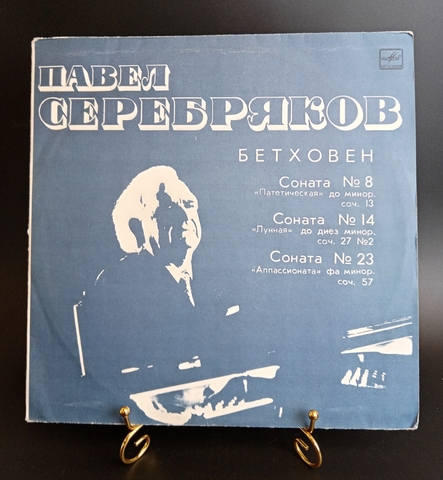 ПАВЕЛ
СЕРЕБРЯКОВ
БЕТХОВЕН
Соната № 8
«Патетическая» до минор.
соч. 13
Соната № 14
«Лунная» до диез минор.
соч. 27 №2
Соната № 23
«Аппассионата» фа минор.
соч. 57